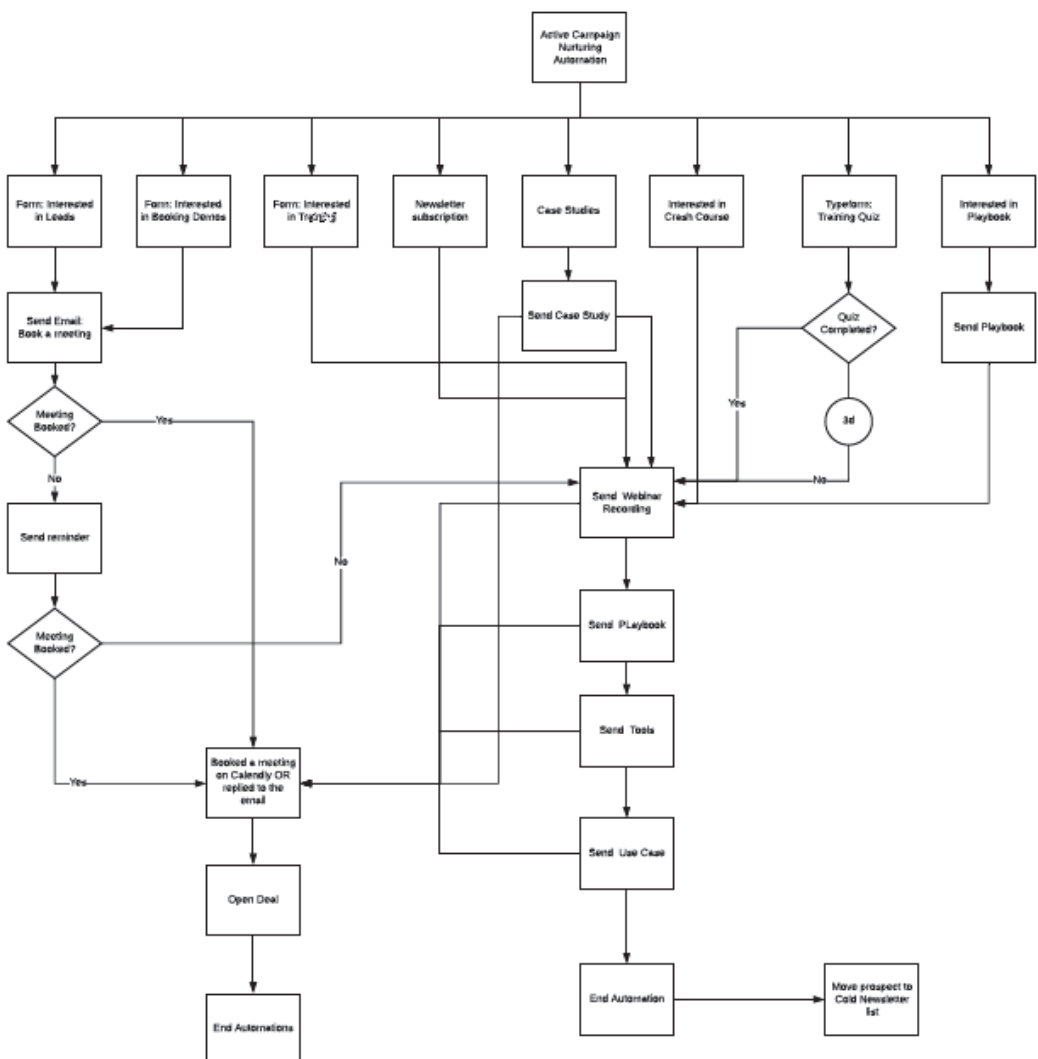 Active Campaign
Nurturing
Automation
Form: Interested
in Leads
Form: Interested
in Booking Demos
Form: Interested
in
Newsletter
subscription
Case Studies
Interested in
Crash Course
Typeform:
Training Quiz
Interested in
Playbook
Send Email:
Book a meeting
Send Case Study
Quiz
Completed?
Send Playbook
Meeting
Booked?
Yes
Yes
3d
No
No
Send Webinar
Recording
Send reminder
No
Meeting
Booked?
Send PLaybook
Send Tools
Yes
Booked a meeting
on Calendly OR
replied to the
email
Send Use Case
Open Deal
End Automation
Move prospect to
Cold Newsletter
list
End Automations